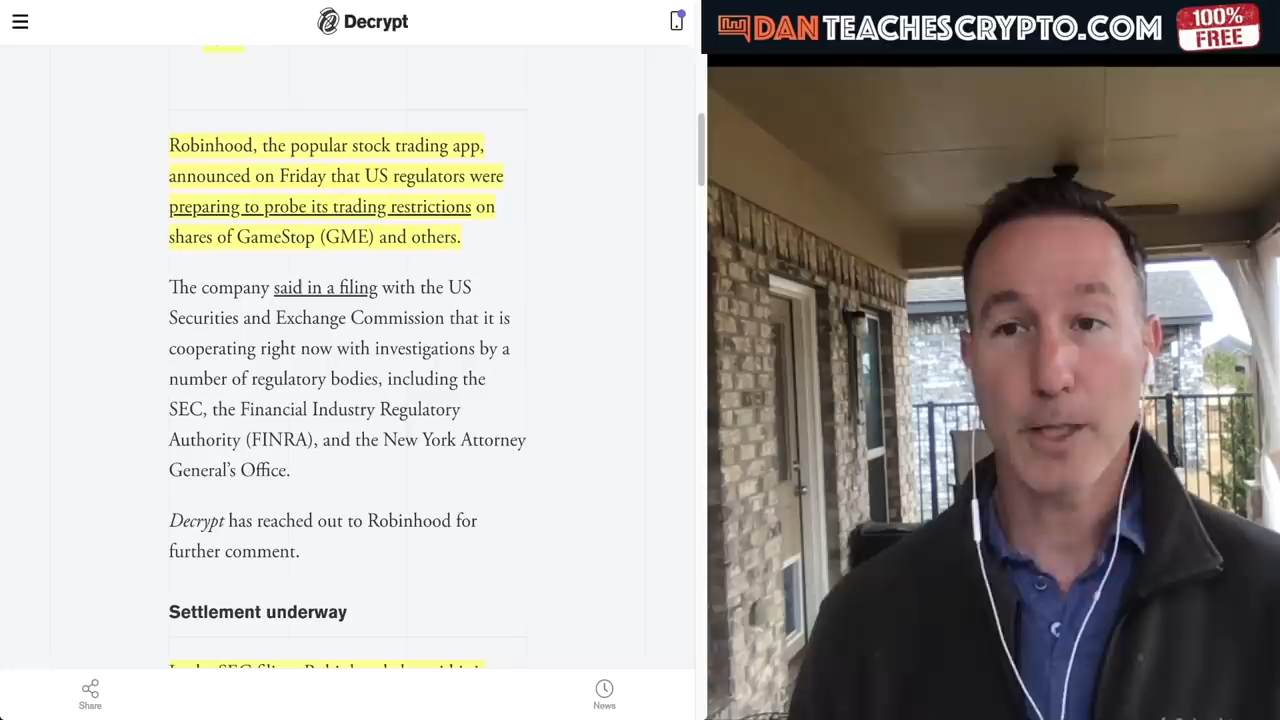 Decrypt
DANTEACHESCRYPTO.COM
100%
FREE
Robinhood, the popular stock trading app,
announced on Friday that US regulators were
preparing to probe its trading restrictions on
shares of GameStop (GME) and others.
The company said in a filing with the US
Securities and Exchange Commission that it is
cooperating right now with investigations by a
number of regulatory bodies, including the
SEC, the Financial Industry Regulatory
Authority (FINRA), and the New York Attorney
General’s Office.
Decrypt has reached out to Robinhood for
further comment.
Settlement underway
Share
News